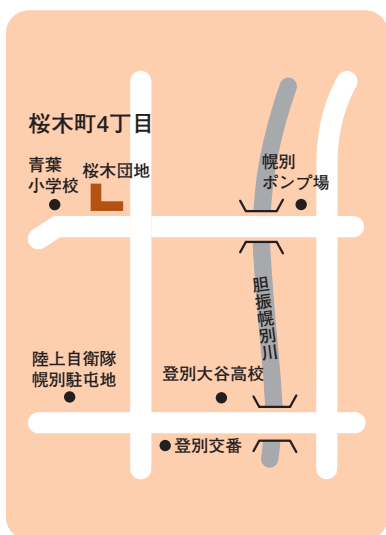 桜木町4丁目
青葉
小学校
桜木団地
幌別
ポンプ場
胆振幌別川
陸上自衛隊
幌別駐屯地
登別大谷高校
登別交番